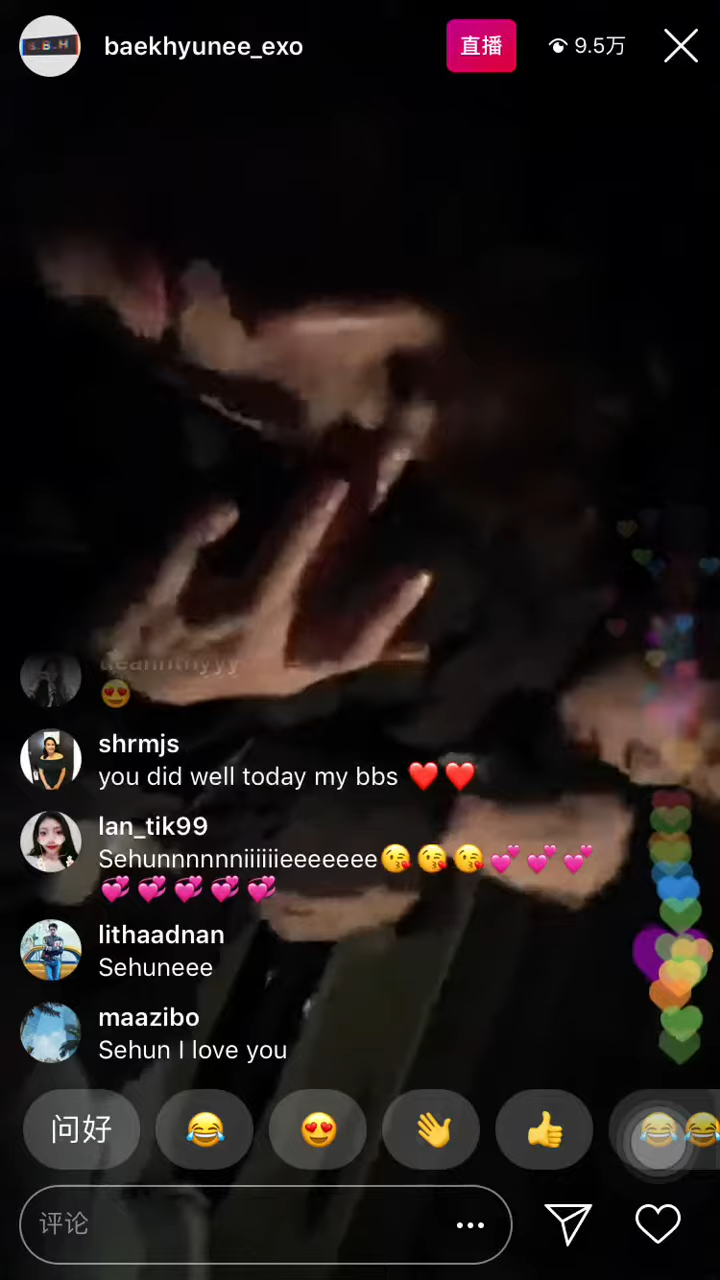 baekhyunee_exo
直播
9.5万
shrmjs
you did well today my bbs ❤️❤️
lan_tik99
Sehunnnnnniiiiiieeeeeee😘😘😘💕💕💕
💞💞💞💞💞
lithaadnan
Sehuneee
maazibo
Sehun I love you
问好
评论